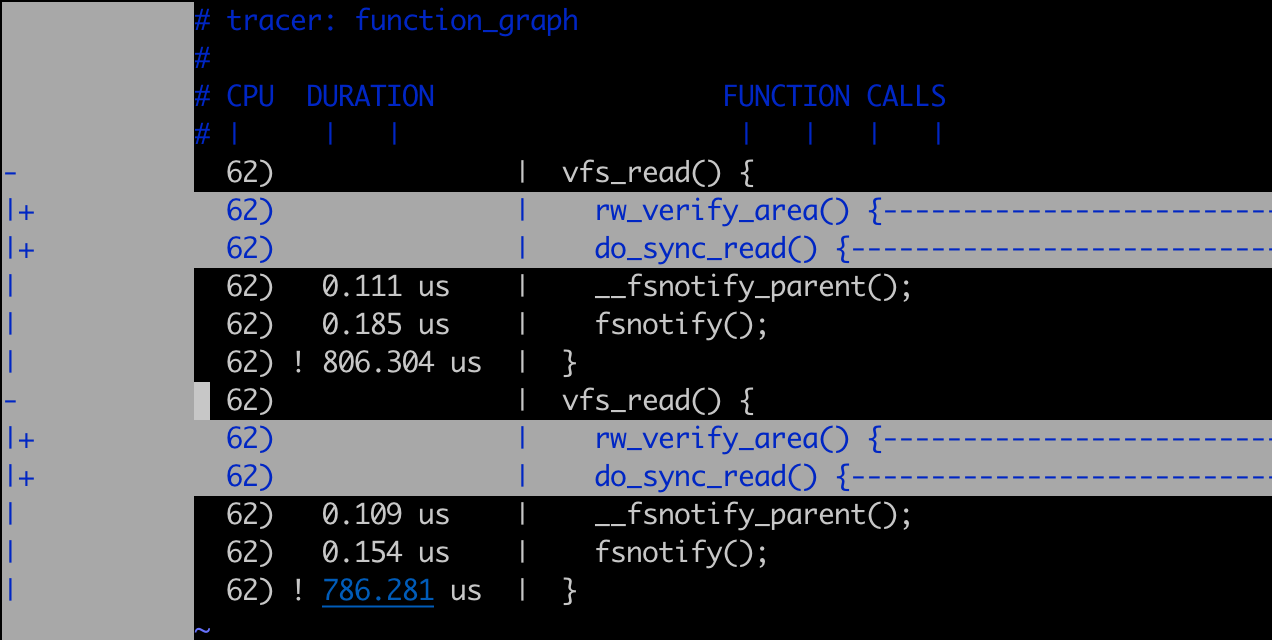 # tracer: function_graph
#
# CPU  DURATION                  FUNCTION CALLS
# |     |   |                     |   |   |   |
-             62)               |  vfs_read() {
|+            62)               |    rw_verify_area() {------------------------
|+            62)               |    do_sync_read() {--------------------------
|             62)   0.111 us    |    __fsnotify_parent();
|             62)   0.185 us    |    fsnotify();
|             62) ! 806.304 us  |  }
-             62)               |  vfs_read() {
|+            62)               |    rw_verify_area() {------------------------
|+            62)               |    do_sync_read() {--------------------------
|             62)   0.109 us    |    __fsnotify_parent();
|             62)   0.154 us    |    fsnotify();
|             62) ! 786.281 us  |  }
~